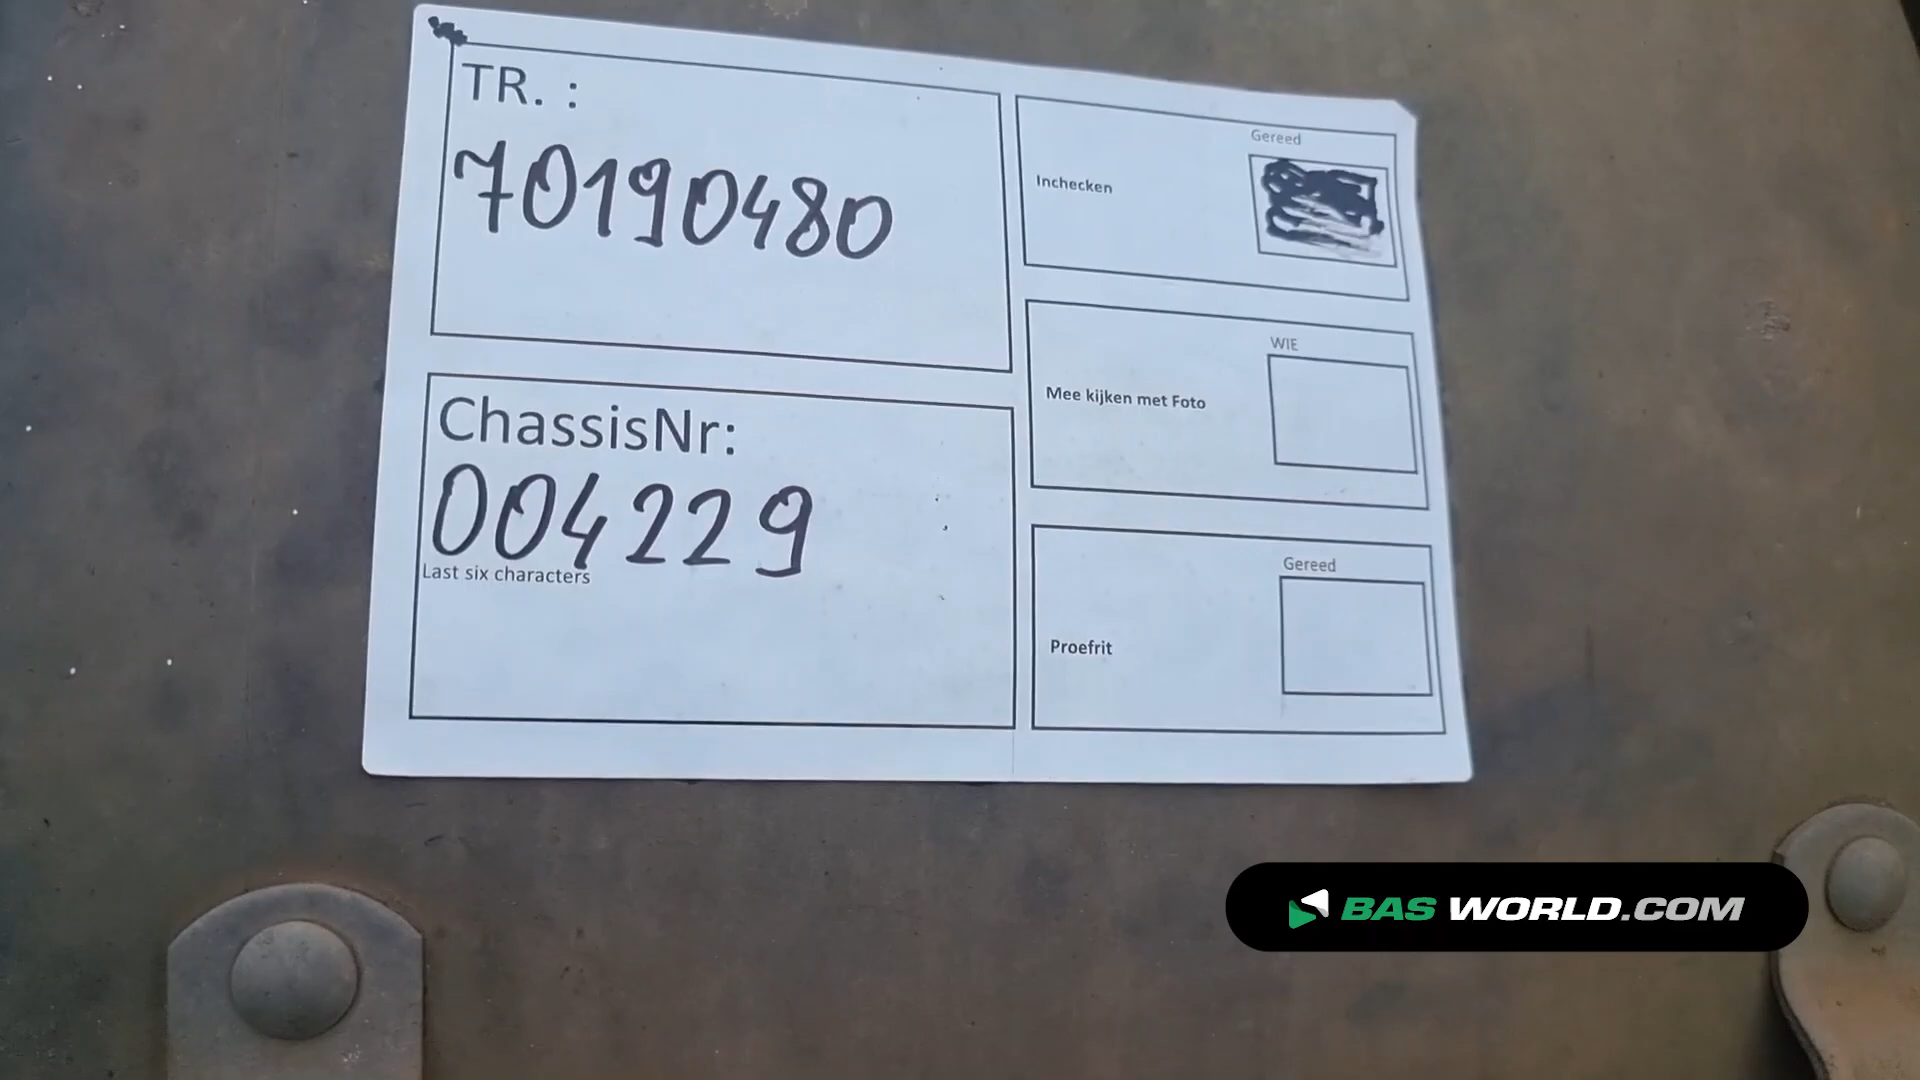 TR. :
70190480
ChassisNr:
004229
Last six characters
Gereed
Inchecken
WIE
Mee kijken met Foto
Gereed
Proefrit
BAS WORLD.COM